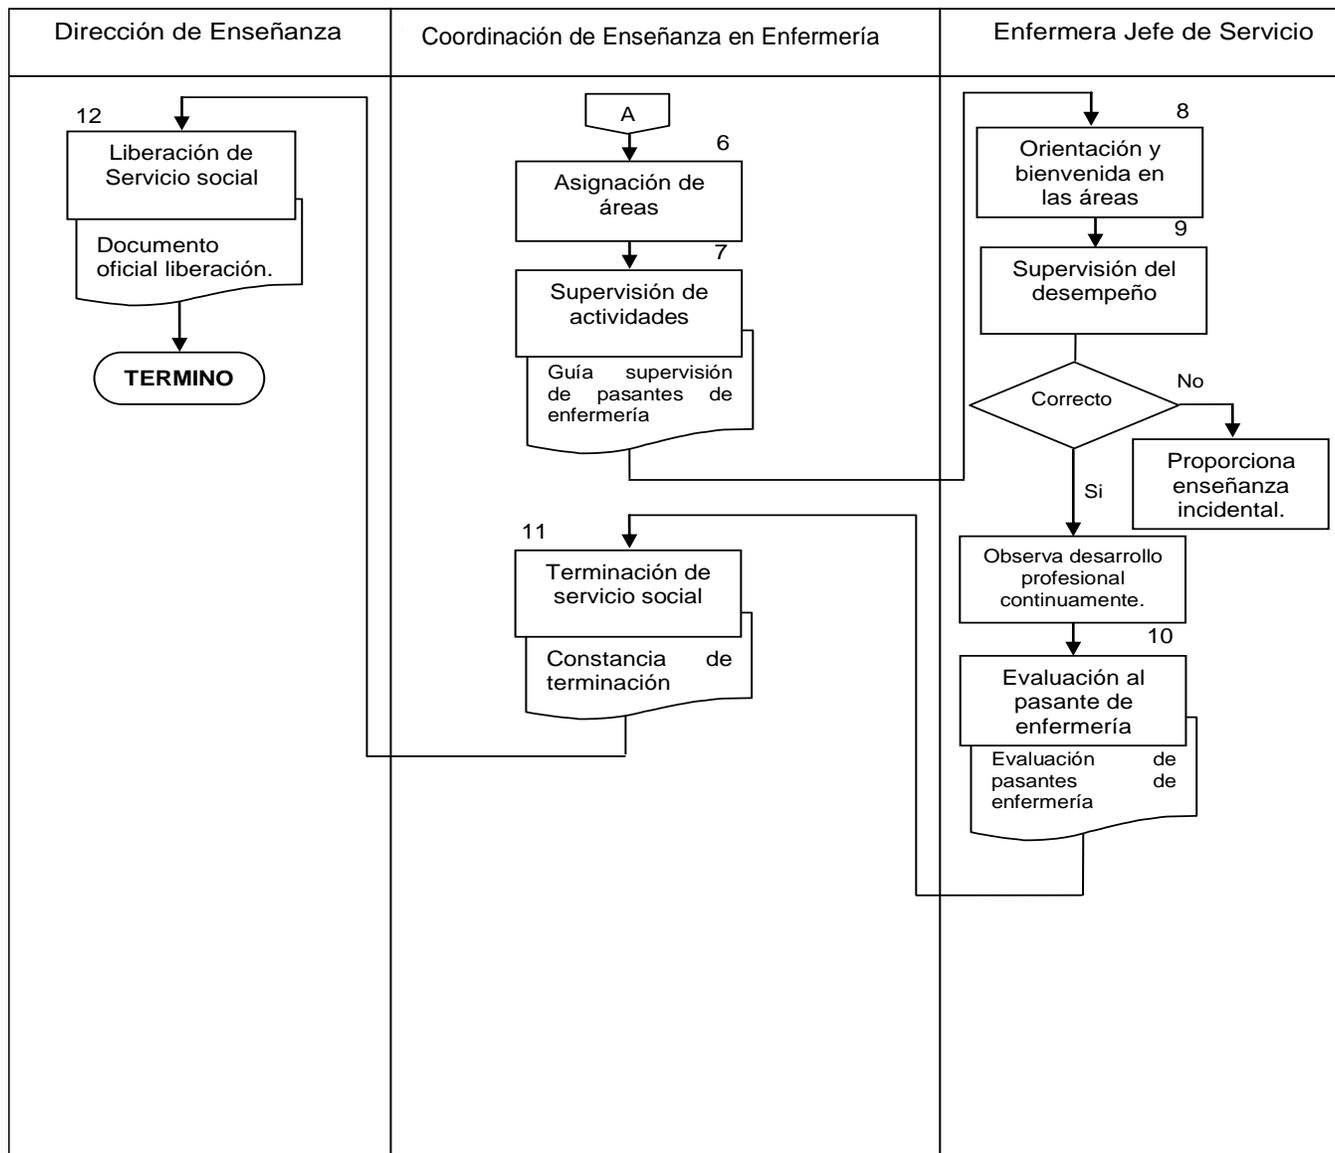 Dirección de Enseñanza
Coordinación de Enseñanza en Enfermería
Enfermera Jefe de Servicio
12
Liberación de
Servicio social
Documento
oficial liberación.
TERMINO
A
6
Asignación de
áreas
7
Supervisión de
actividades
Guía supervisión
de pasantes de
enfermería
11
Terminación de
servicio social
Constancia de
terminación
8
Orientación y
bienvenida en
las áreas
9
Supervisión del
desempeño
Correcto
No
Proporciona
enseñanza
incidental.
Si
Observa desarrollo
profesional
continuamente.
10
Evaluación al
pasante de
enfermería
Evaluación de
pasantes de
enfermería